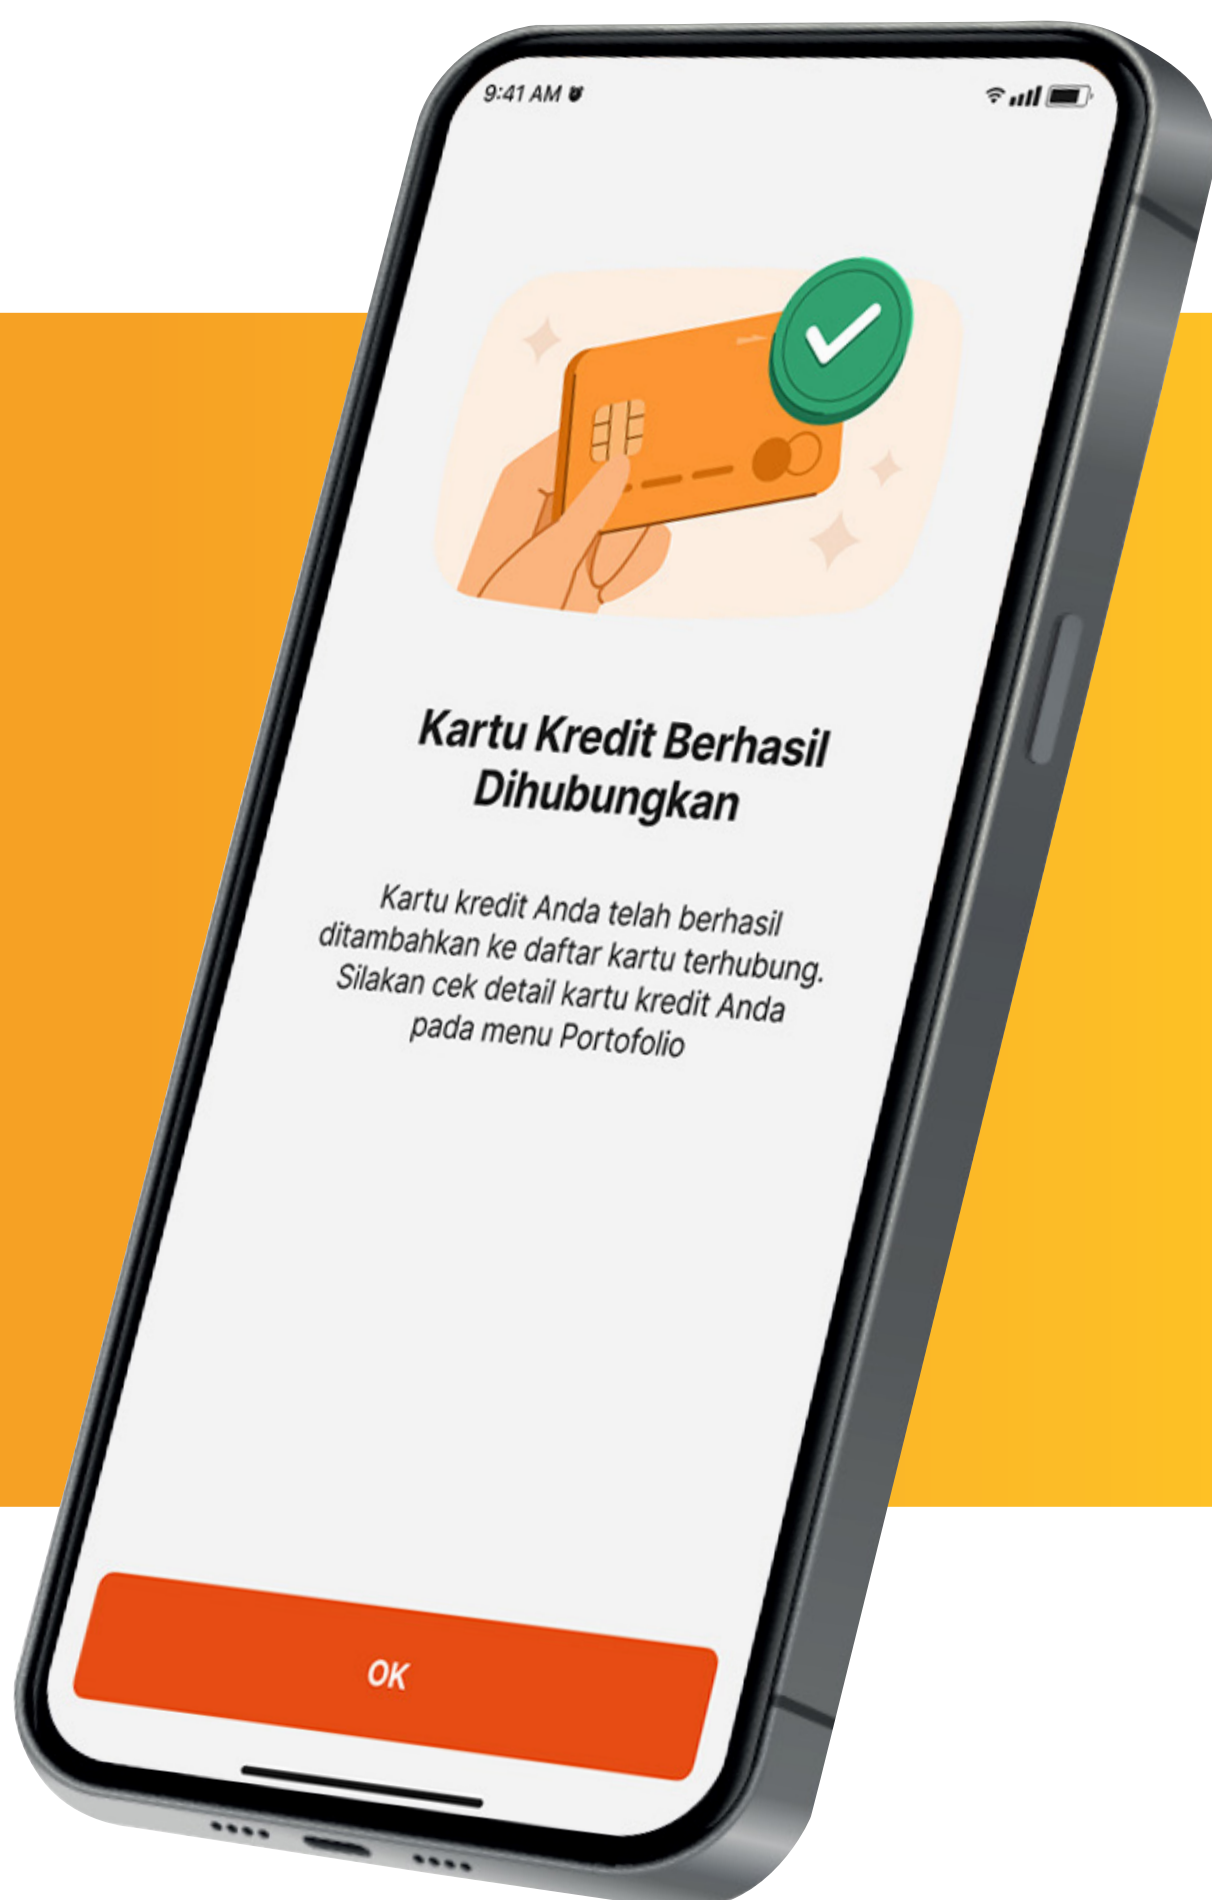 9:41 AM
Kartu Kredit Berhasil
Dihubungkan
Kartu kredit Anda telah berhasil
ditambahkan ke daftar kartu terhubung.
Silakan cek detail kartu kredit Anda
pada menu Portofolio
OK